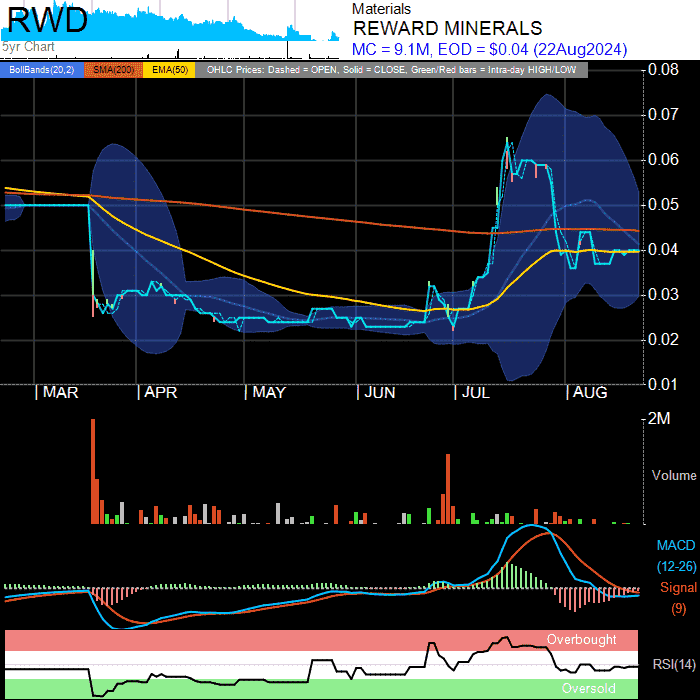 RWD
5yr Chart
Materials
REWARD MINERALS
MC = 9.1M, EOD = $0.04 (22Aug2024)
BollBands(20,2) SMA(200) EMA(50) OHLC Prices: Dashed = OPEN, Solid = CLOSE, Green/Red bars = Intra-day HIGH/LOW
0.08
0.07
0.06
0.05
0.04
0.03
0.02
0.01
MAR APR MAY JUN JUL AUG
2M
Volume
MACD
(12-26)
Signal
(9)
Overbought
RSI(14)
Oversold